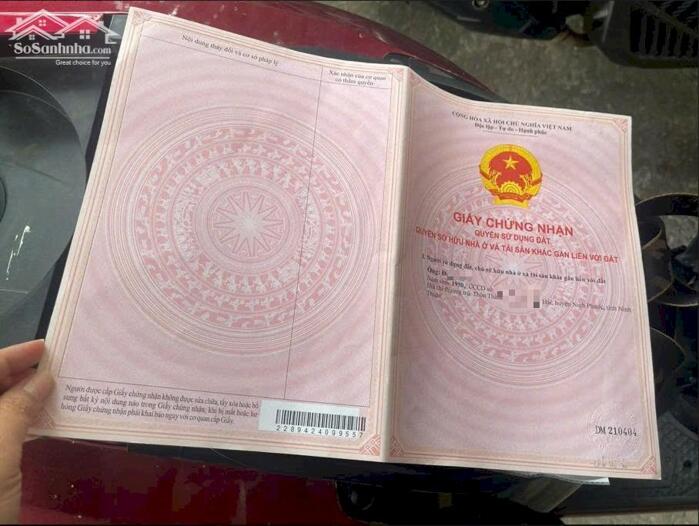 SoSanhnha.com
Great choice for you
Nội dung thay đổi và cơ sở pháp lý
Xác nhận của cơ quan
có thẩm quyền
Người được cấp Giấy chứng nhận không được sửa chữa, tẩy xóa hoặc bổ
sung bất kỳ nội dung nào trong Giấy chứng nhận; khi bị mất hoặc hư
hỏng Giấy chứng nhận phải khai báo ngay với cơ quan cấp Giấy.
2289424099557
CỘNG HÒA XÃ HỘI CHỦ NGHĨA VIỆT NAM
Độc lập - Tự do - Hạnh phúc
GIẤY CHỨNG NHẬN
QUYỀN SỬ DỤNG ĐẤT
QUYỀN SỞ HỮU NHÀ Ở VÀ TÀI SẢN KHÁC GẮN LIỀN VỚI ĐẤT
I. Người sử dụng đất, chủ sở hữu nhà ở và tài sản khác gắn liền với đất
Ông:
Năm sinh: 1990, CCCD số
Địa chỉ thường trú: Thôn huyện Ninh Phước, tỉnh Ninh
Thuận
DM 210404